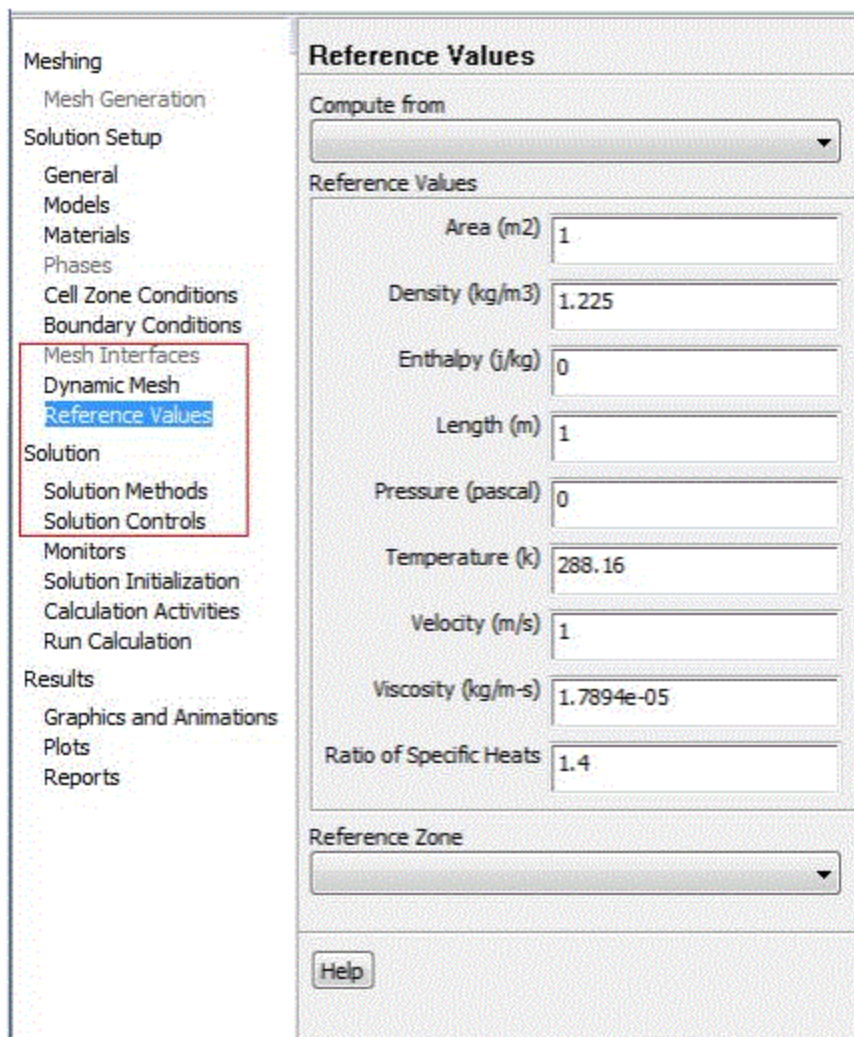 Meshing
Mesh Generation
Solution Setup
General
Models
Materials
Phases
Cell Zone Conditions
Boundary Conditions
Mesh Interfaces
Dynamic Mesh
Reference Values
Solution
Solution Methods
Solution Controls
Monitors
Solution Initialization
Calculation Activities
Run Calculation
Results
Graphics and Animations
Plots
Reports
Reference Values
Compute from
Reference Values
Area (m2) 1
Density (kg/m3) 1.225
Enthalpy (j/kg) 0
Length (m) 1
Pressure (pascal) 0
Temperature (k) 288.16
Velocity (m/s) 1
Viscosity (kg/m-s) 1.7894e-05
Ratio of Specific Heats 1.4
Reference Zone
Help